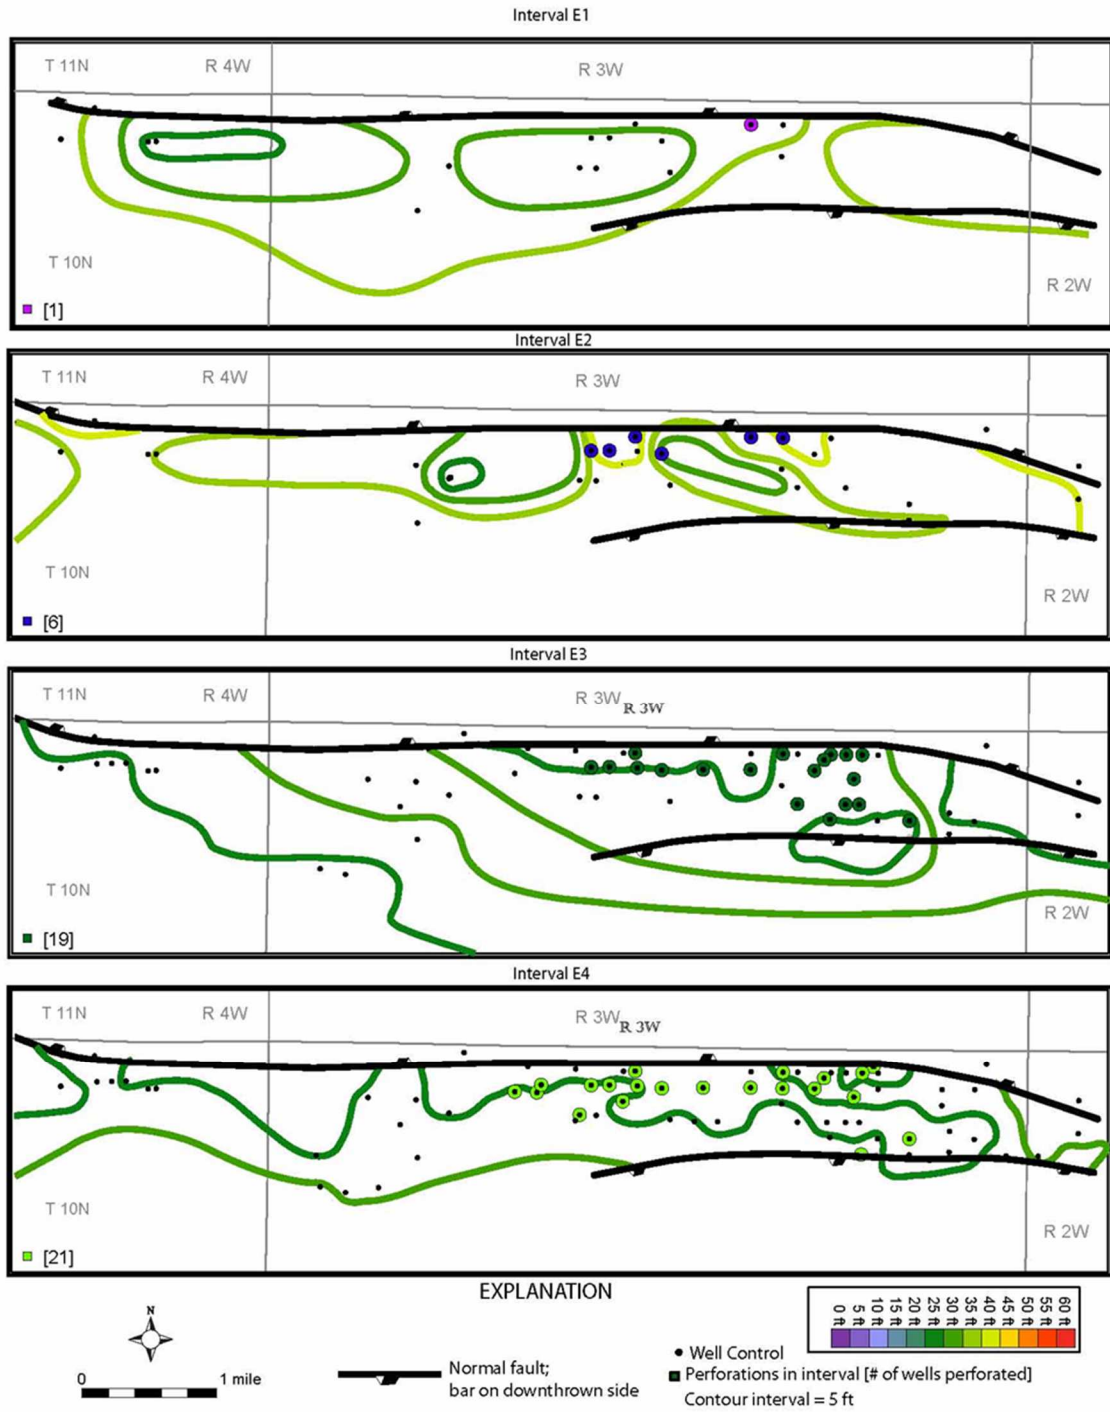 Interval E1
T 11N R 4W R 3W
T 10N
R 2W
[1]
Interval E2
T 11N R 4W R 3W
T 10N
R 2W
[6]
Interval E3
T 11N R 4W R 3W R 3W
T 10N
R 2W
[19]
Interval E4
T 11N R 4W R 3W R 3W
T 10N
R 2W
[21]
EXPLANATION
N
0 1 mile
Normal fault;
bar on downthrown side
0 ft 5 ft 10 ft 15 ft 20 ft 25 ft 30 ft 35 ft 40 ft 45 ft 50 ft 55 ft 60 ft
Well Control
Perforations in interval [# of wells perforated]
Contour interval = 5 ft